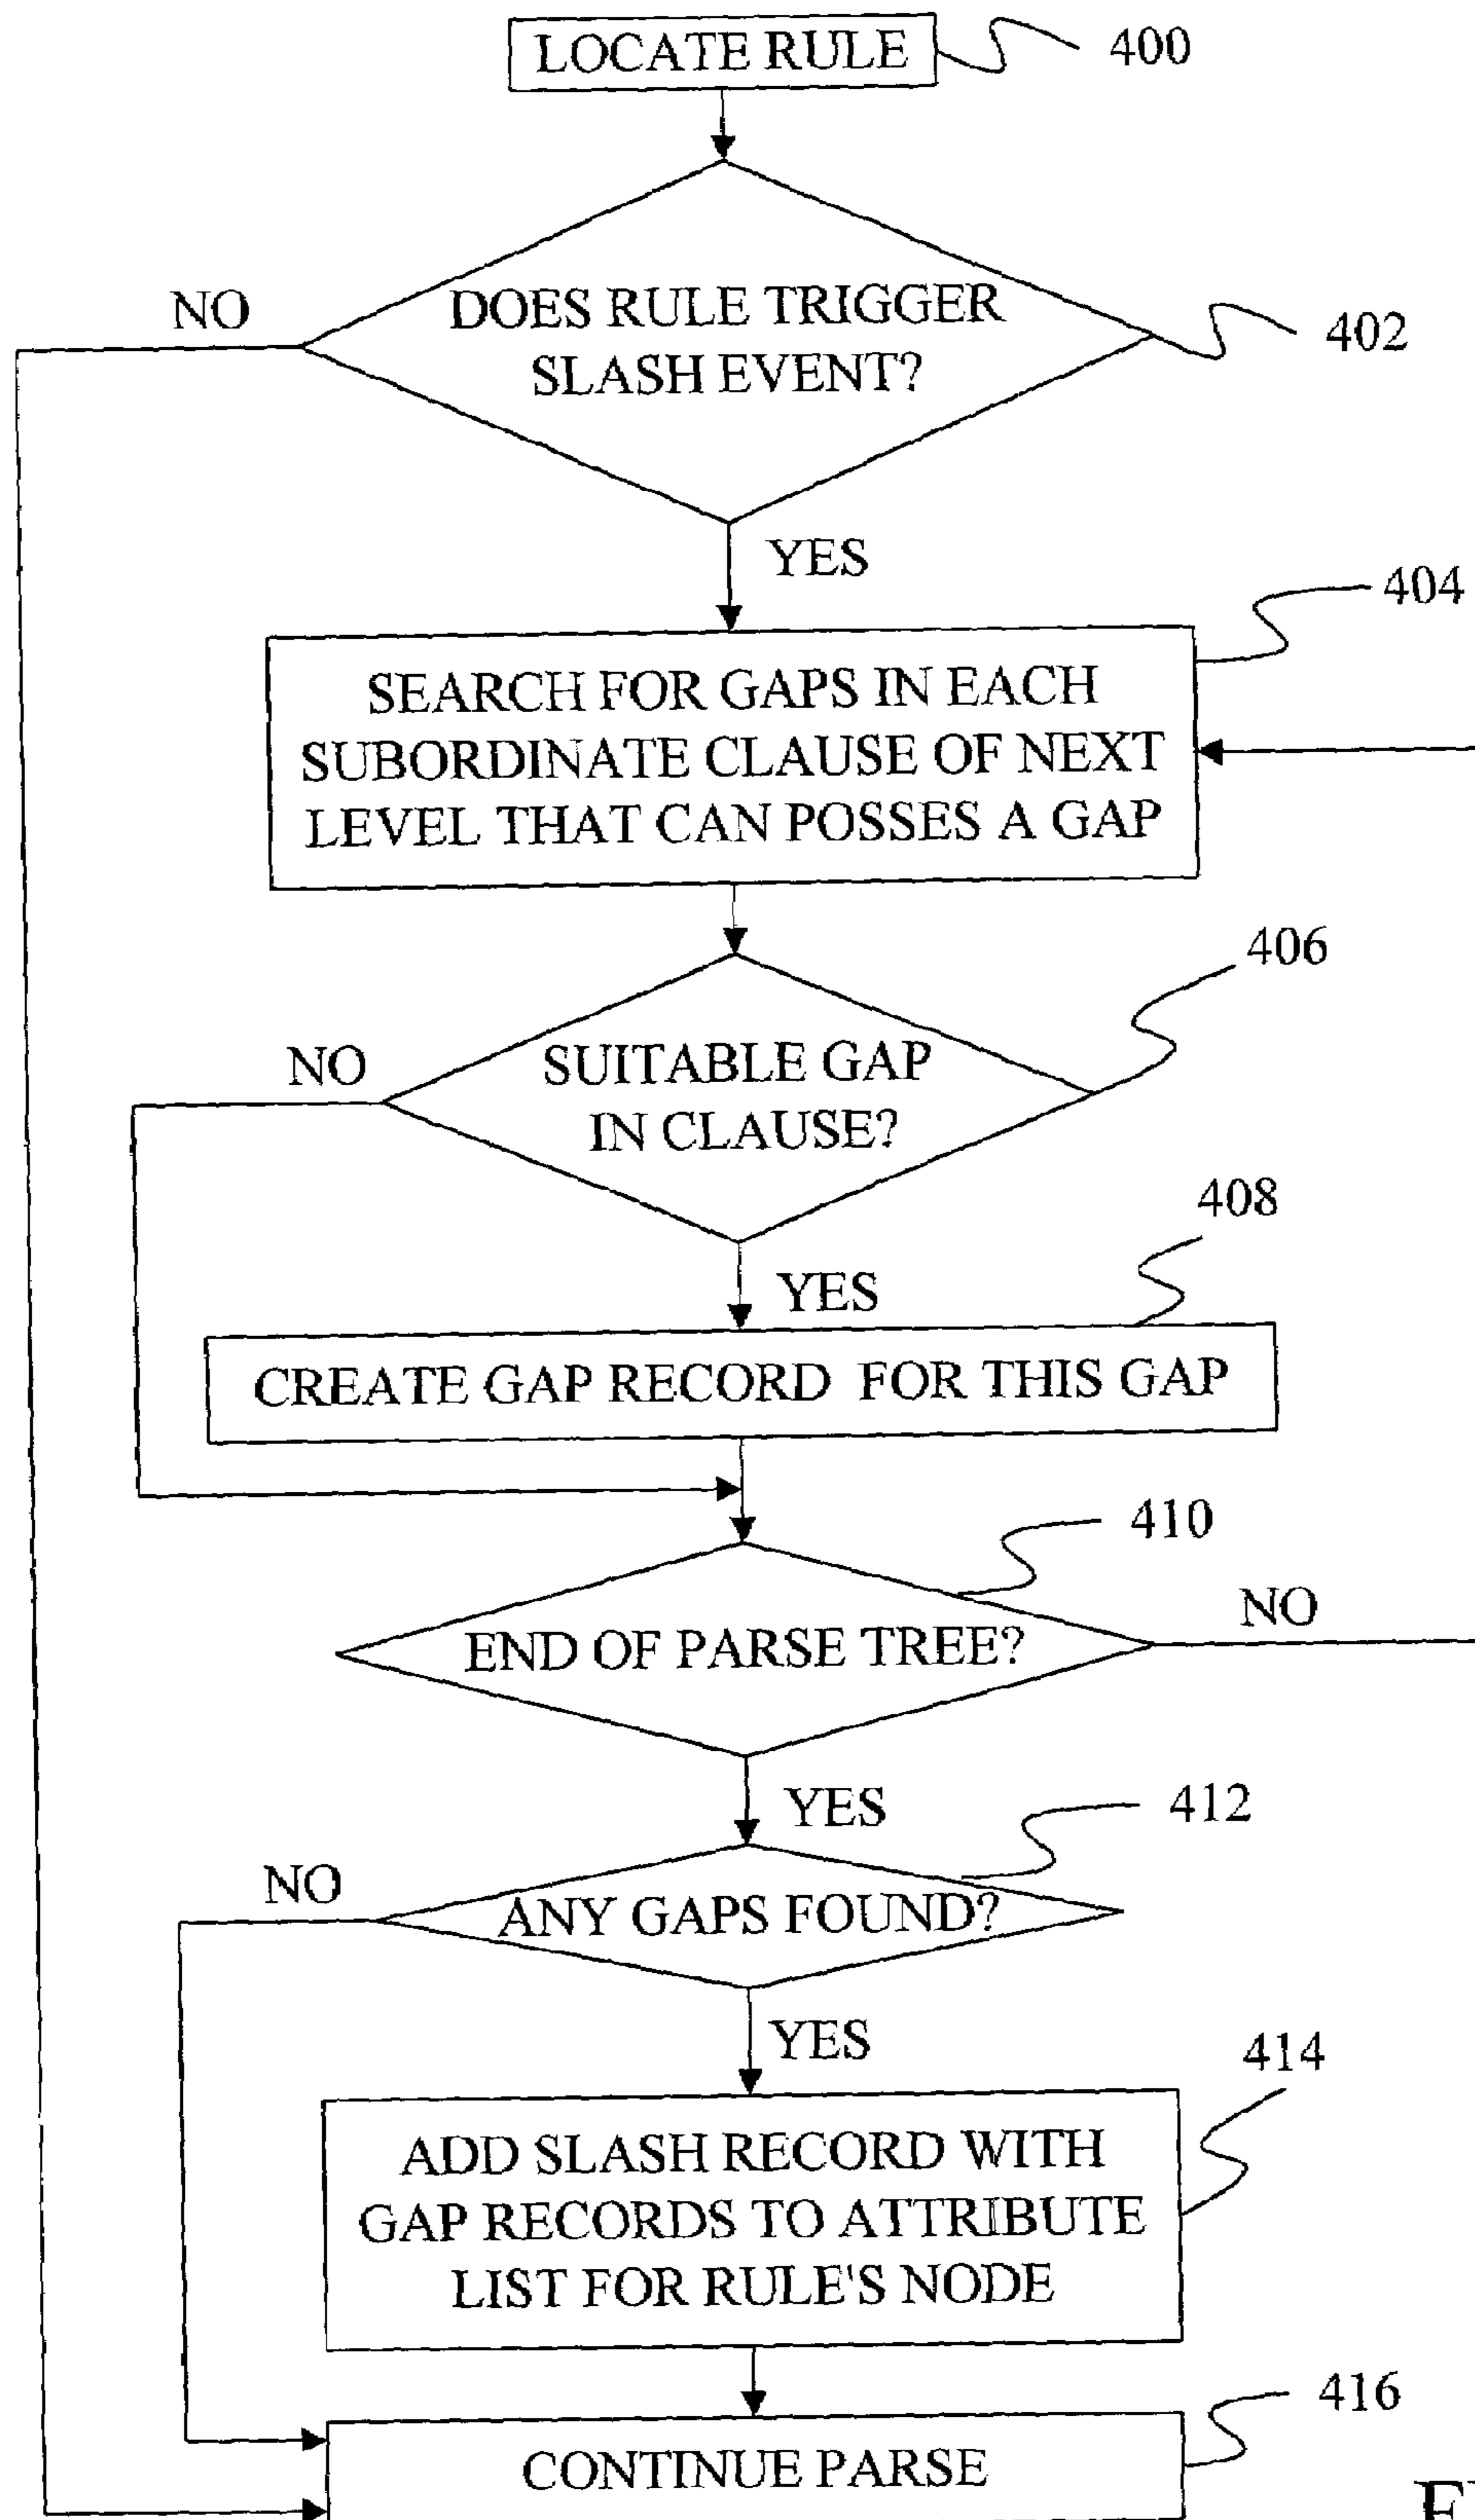 LOCATE RULE
400
DOES RULE TRIGGER
SLASH EVENT?
NO
402
YES
404
SEARCH FOR GAPS IN EACH
SUBORDINATE CLAUSE OF NEXT
LEVEL THAT CAN POSSES A GAP
406
SUITABLE GAP
IN CLAUSE?
NO
408
YES
CREATE GAP RECORD FOR THIS GAP
410
END OF PARSE TREE?
NO
YES
412
NO
ANY GAPS FOUND?
YES
414
ADD SLASH RECORD WITH
GAP RECORDS TO ATTRIBUTE
LIST FOR RULE'S NODE
416
CONTINUE PARSE